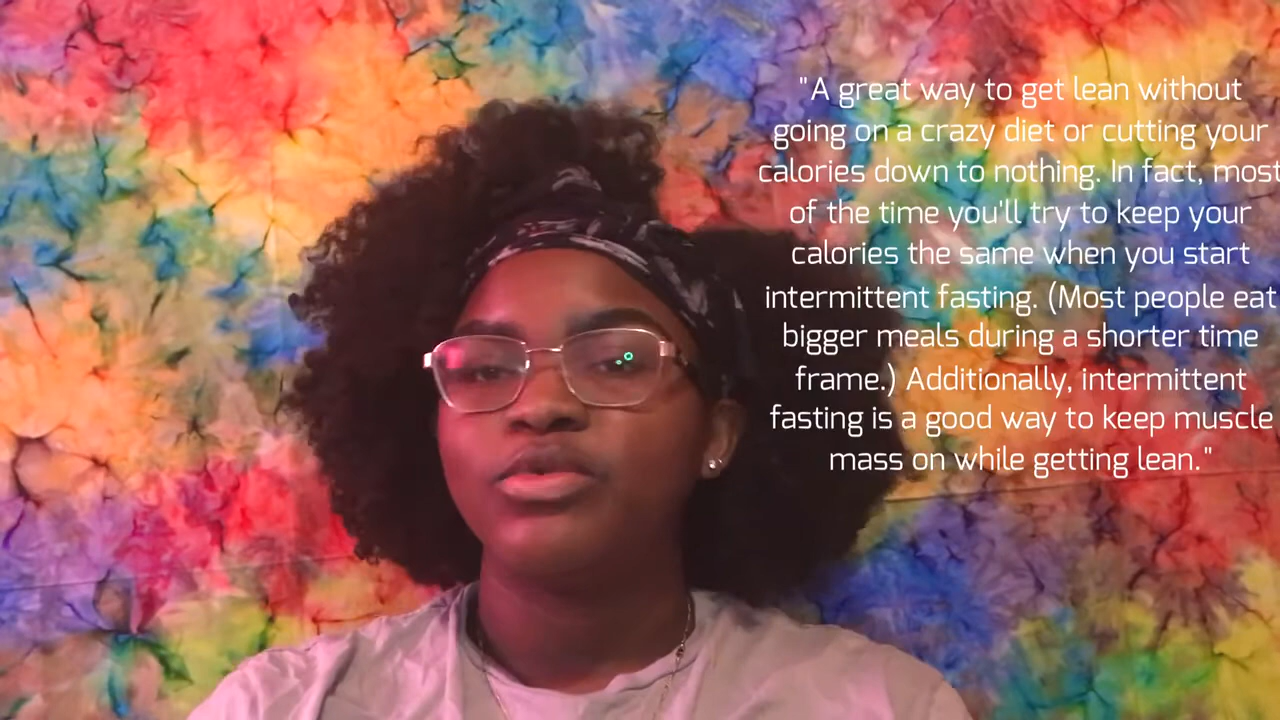 "A great way to get lean without
going on a crazy diet or cutting your
calories down to nothing. In fact, most
of the time you'll try to keep your
calories the same when you start
intermittent fasting. (Most people eat
bigger meals during a shorter time
frame.) Additionally, intermittent
fasting is a good way to keep muscle
mass on while getting lean."